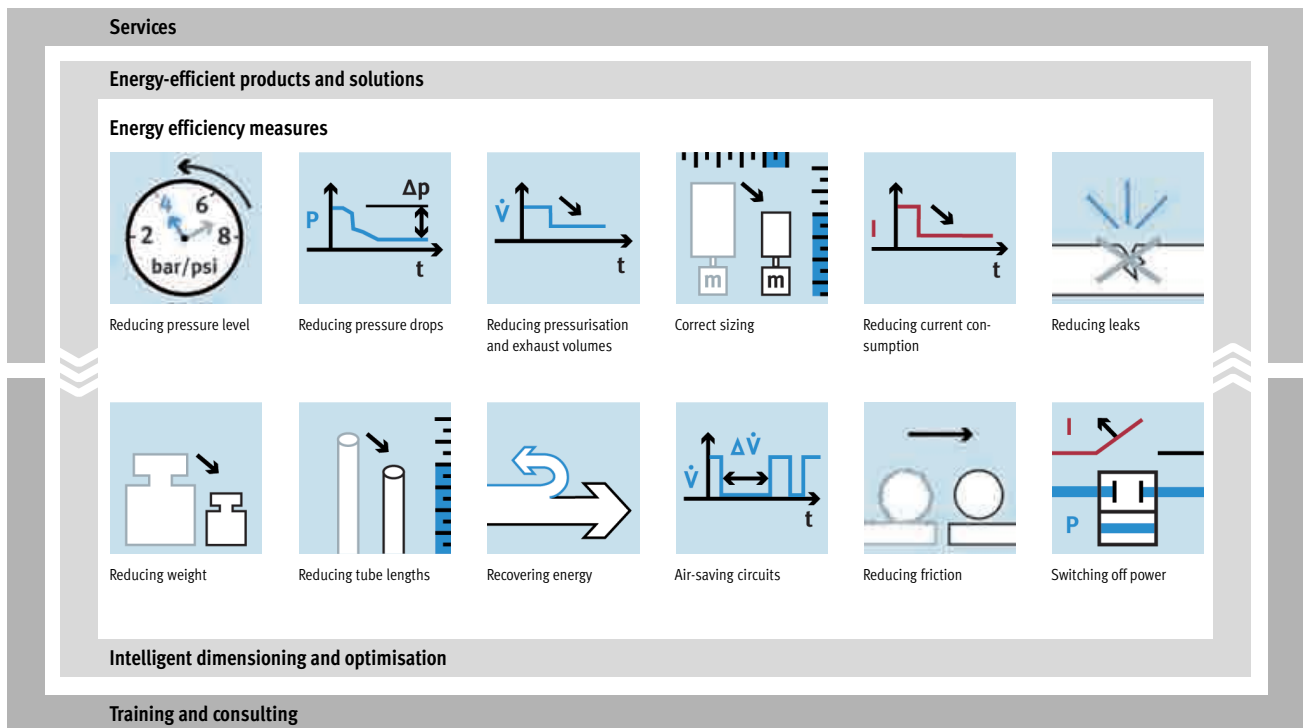 Services
Energy-efficient products and solutions
Energy efficiency measures
2 4 6 8
bar/psi
P
Δp
t
V̇
t
m
m
I
t
Reducing pressure level
Reducing pressure drops
Reducing pressurisation
and exhaust volumes
Correct sizing
Reducing current con-
sumption
Reducing leaks
V̇
ΔV̇
t
I
P
Reducing weight
Reducing tube lengths
Recovering energy
Air-saving circuits
Reducing friction
Switching off power
Intelligent dimensioning and optimisation
Training and consulting